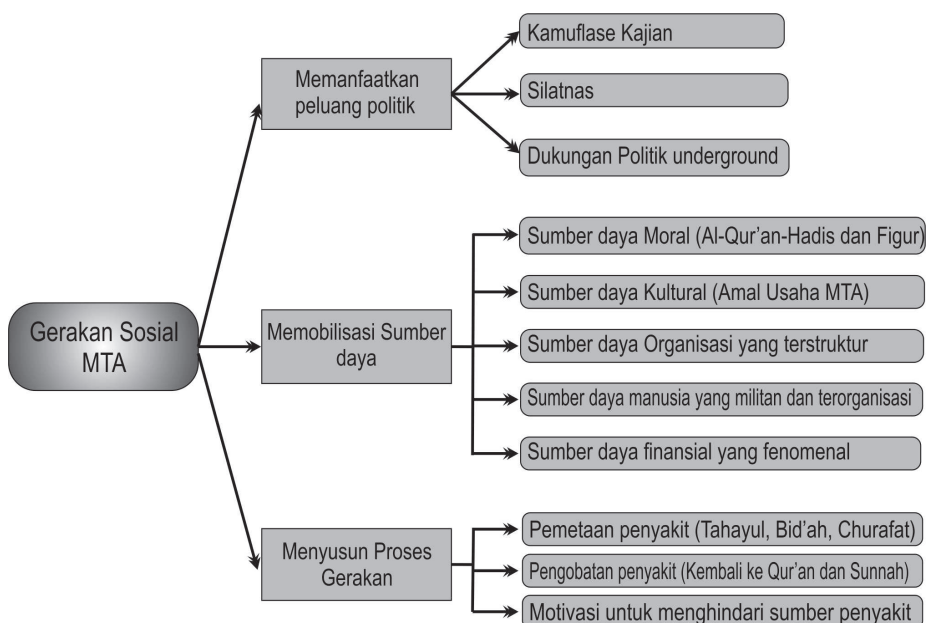 Gerakan Sosial
MTA
Memanfaatkan
peluang politik
Kamuflase Kajian
Silatnas
Dukungan Politik underground
Memobilisasi Sumber
daya
Sumber daya Moral (Al-Qur'an-Hadis dan Figur)
Sumber daya Kultural (Amal Usaha MTA)
Sumber daya Organisasi yang terstruktur
Sumber daya manusia yang militan dan terorganisasi
Sumber daya finansial yang fenomenal
Menyusun Proses
Gerakan
Pemetaan penyakit (Tahayul, Bid'ah, Churafat)
Pengobatan penyakit (Kembali ke Qur'an dan Sunnah)
Motivasi untuk menghindari sumber penyakit